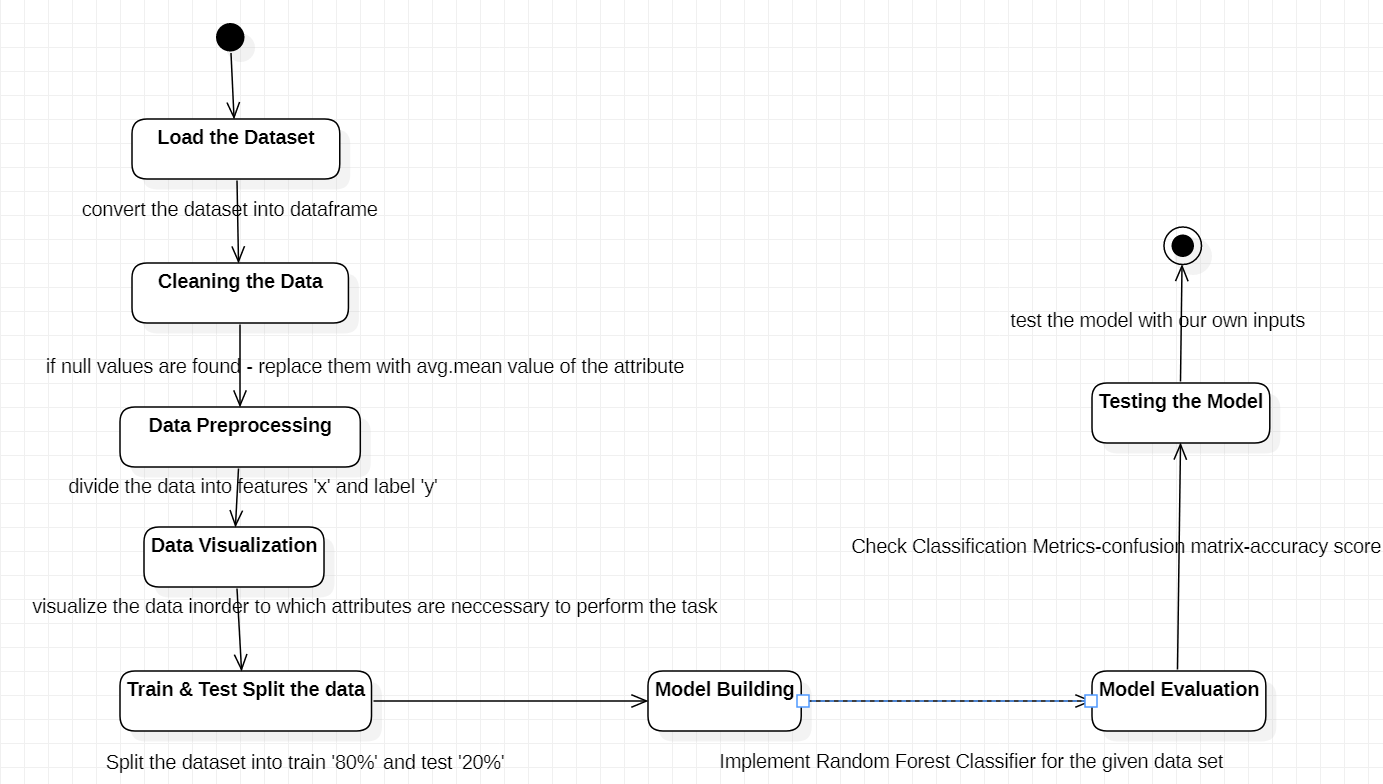 Load the Dataset
convert the dataset into dataframe
Cleaning the Data
if null values are found - replace them with avg.mean value of the attribute
Data Preprocessing
divide the data into features 'x' and label 'y'
Data Visualization
visualize the data inorder to which attributes are neccessary to perform the task
Train & Test Split the data
Split the dataset into train '80%' and test '20%'
Model Building
Implement Random Forest Classifier for the given data set
Model Evaluation
Check Classification Metrics-confusion matrix-accuracy score
Testing the Model
test the model with our own inputs